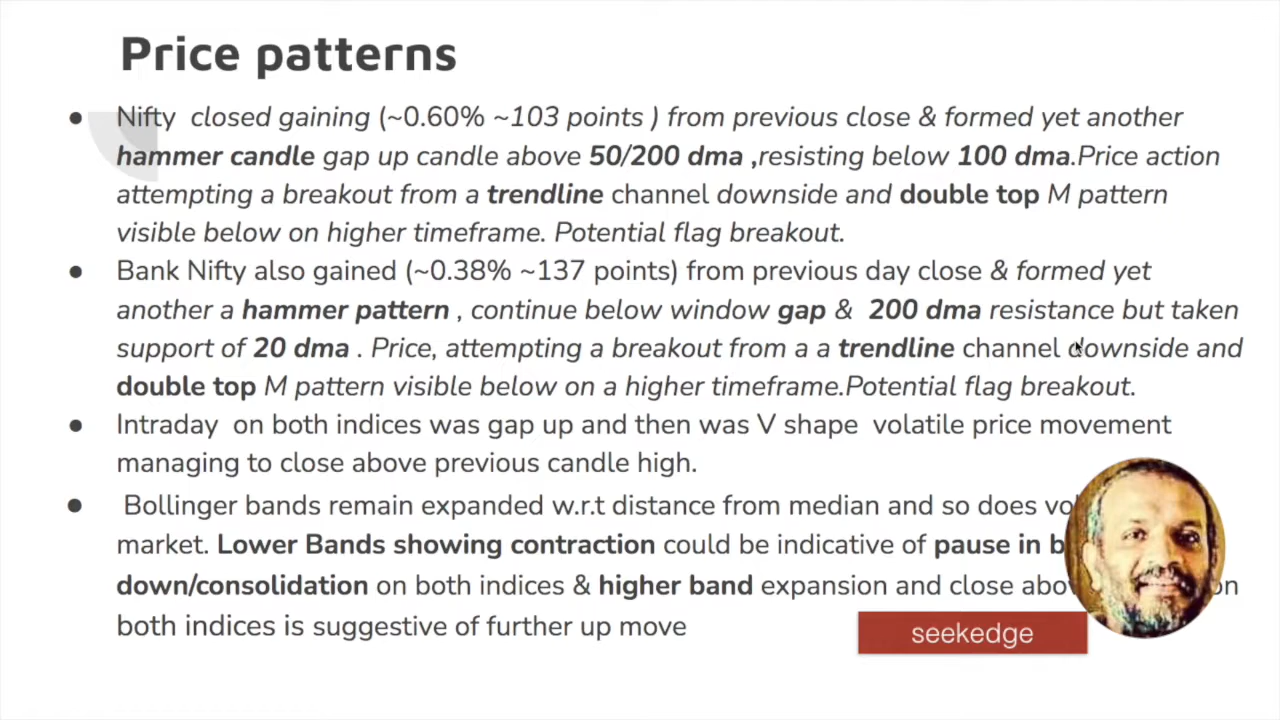 Price patterns
● Nifty closed gaining (~0.60% ~103 points ) from previous close & formed yet another
hammer candle gap up candle above 50/200 dma ,resisting below 100 dma.Price action
attempting a breakout from a trendline channel downside and double top M pattern
visible below on higher timeframe. Potential flag breakout.
● Bank Nifty also gained (~0.38% ~137 points) from previous day close & formed yet
another a hammer pattern , continue below window gap & 200 dma resistance but taken
support of 20 dma . Price, attempting a breakout from a a trendline channel downside and
double top M pattern visible below on a higher timeframe.Potential flag breakout.
● Intraday on both indices was gap up and then was V shape volatile price movement
managing to close above previous candle high.
● Bollinger bands remain expanded w.r.t distance from median and so does
market. Lower Bands showing contraction could be indicative of pause in
down/consolidation on both indices & higher band expansion and close on
both indices is suggestive of further up move
seekedge